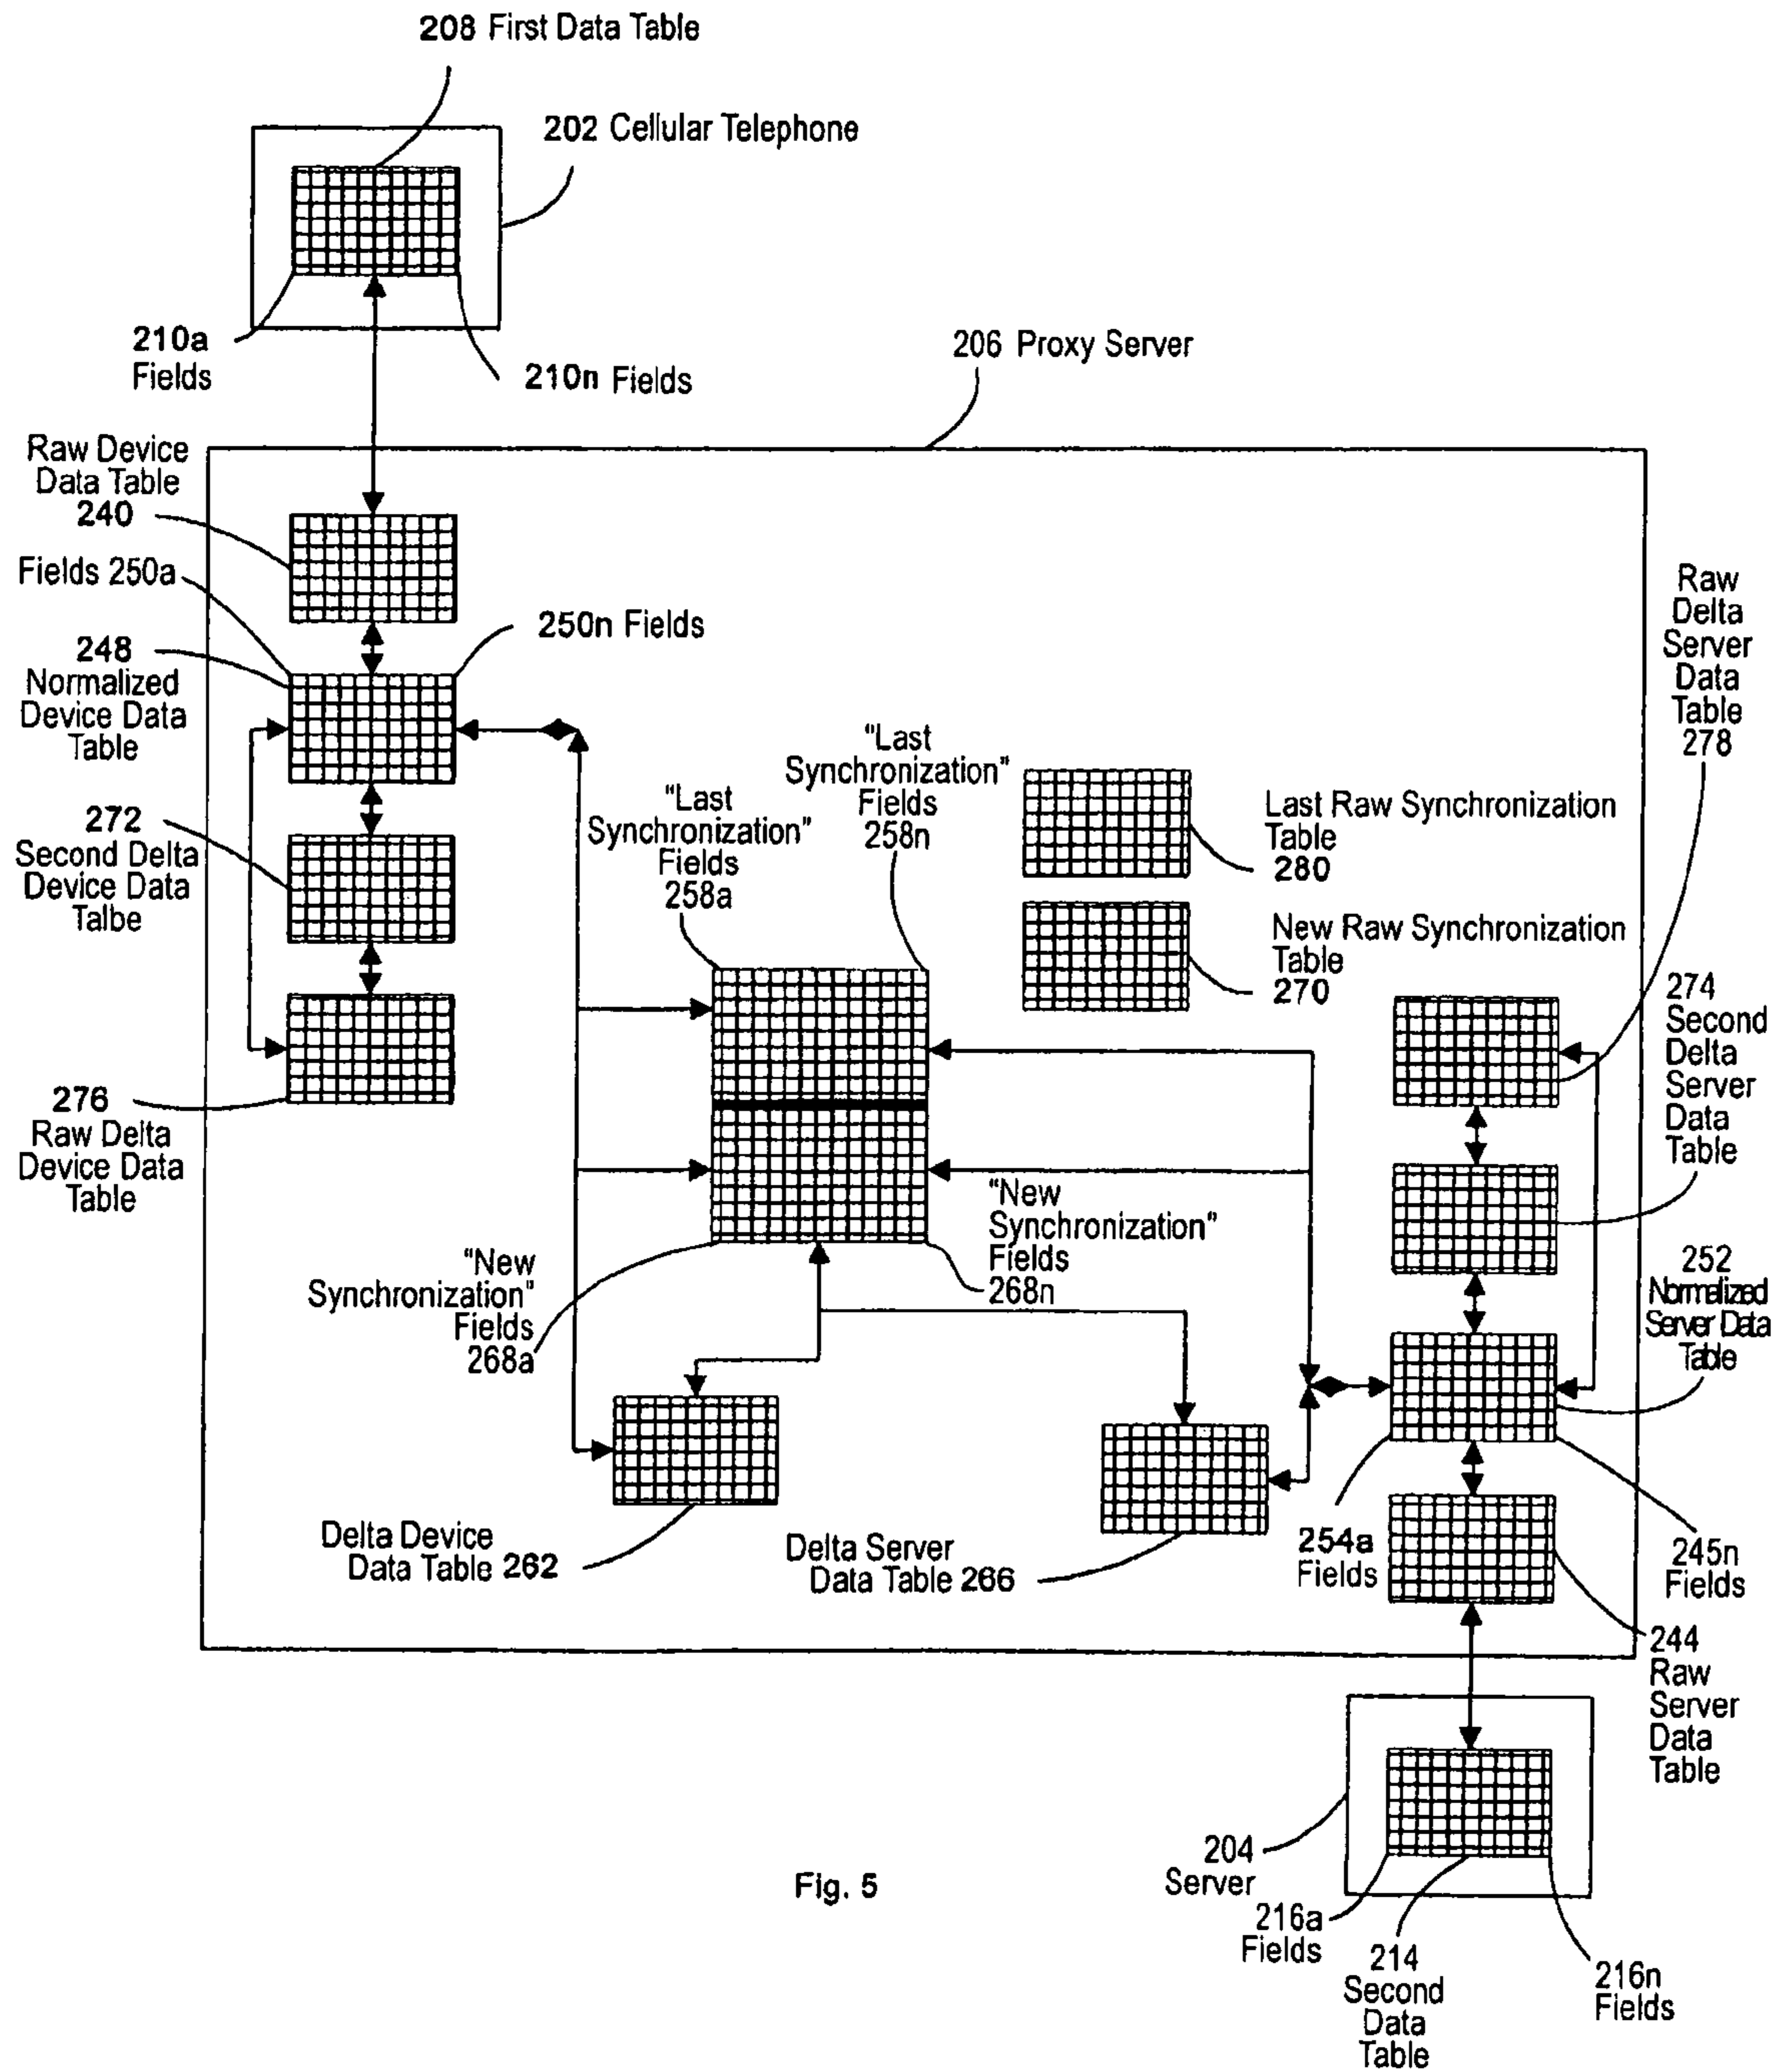 208 First Data Table
202 Cellular Telephone
210a
Fields
210n Fields
206 Proxy Server
Raw Device
Data Table
240
Fields 250a
250n Fields
248
Normalized
Device Data
Table
272
Second Delta
Device Data
Talbe
276
Raw Delta
Device Data
Table
"Last
Synchronization"
Fields
258a
"Last
Synchronization"
Fields
258n
Last Raw Synchronization
Table
280
New Raw Synchronization
Table
270
Raw
Delta
Server
Data
Table
278
274
Second
Delta
Server
Data
Table
"New
Synchronization"
Fields
268a
"New
Synchronization"
Fields
268n
252
Normalized
Server Data
Table
Delta Device
Data Table 262
Delta Server
Data Table 266
254a
Fields
245n
Fields
244
Raw
Server
Data
Table
204
Server
216a
Fields
214
Second
Data
Table
216n
Fields
Fig. 5